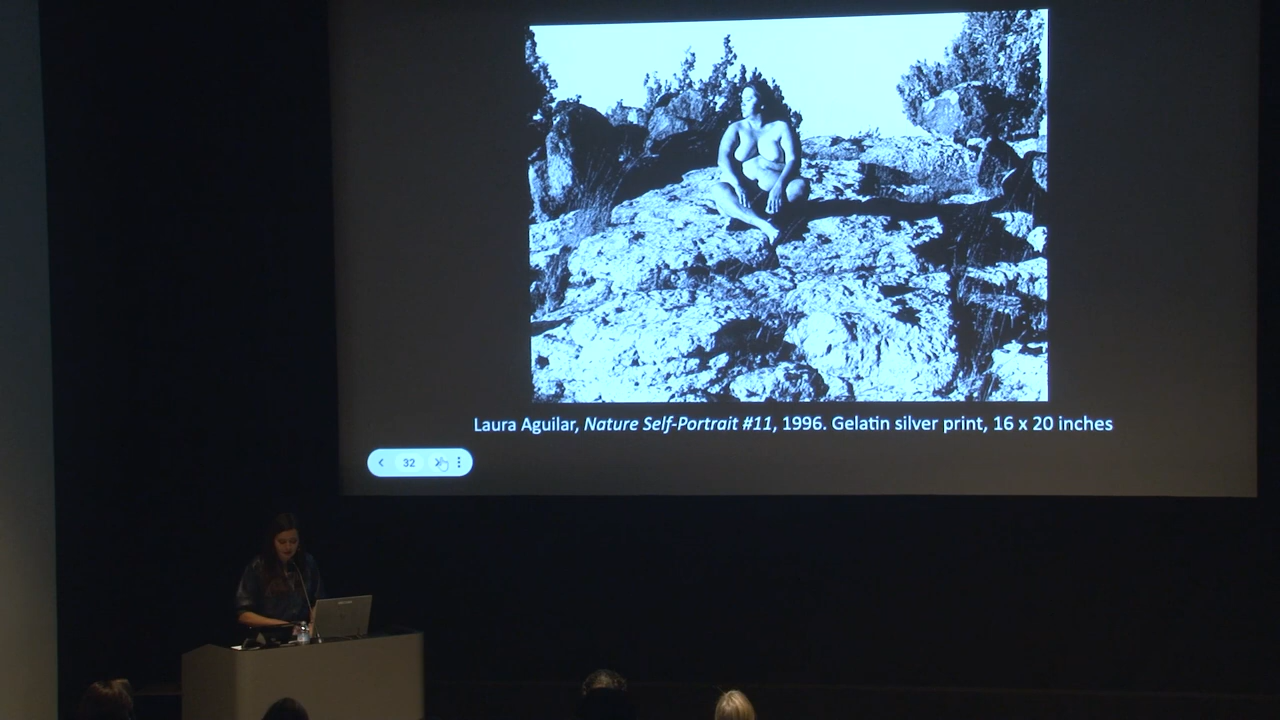 Laura Aguilar, Nature Self-Portrait #11, 1996. Gelatin silver print, 16 x 20 inches
32